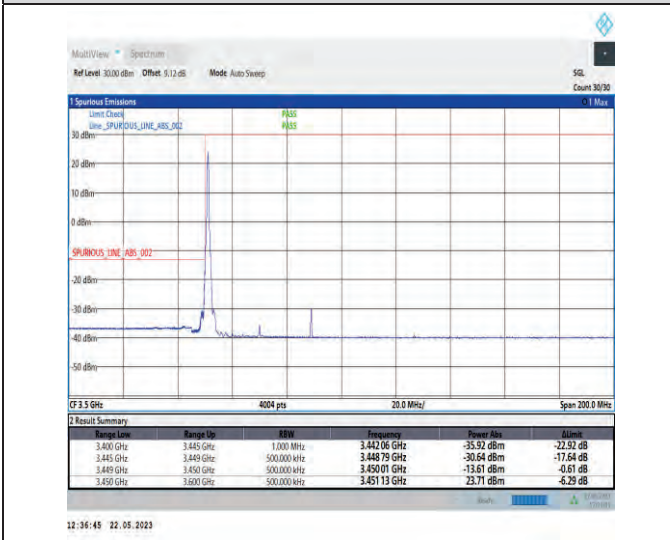 MultiView Spectrum
Ref Level 30.00 dBm Offset 9.12 dB Mode Auto Sweep SGL
Count 30/30
1 Spurious Emissions 1 Max
Limit Check PASS
Line _SPURIOUS_LINE_ABS_002 PASS
30 dBm
20 dBm
10 dBm
0 dBm
SPURIOUS_LINE_ABS_002
-20 dBm
-30 dBm
-40 dBm
-50 dBm
CF 3.5 GHz 4004 pts 20.0 MHz/ Span 200.0 MHz
2 Result Summary
Range Low Range Up RBW Frequency Power Abs ΔLimit
3.400 GHz 3.445 GHz 1.000 MHz 3.442 06 GHz -35.92 dBm -22.92 dB
3.445 GHz 3.449 GHz 500.000 kHz 3.448 79 GHz -30.64 dBm -17.64 dB
3.449 GHz 3.450 GHz 500.000 kHz 3.450 01 GHz -13.61 dBm -0.61 dB
3.450 GHz 3.600 GHz 500.000 kHz 3.451 13 GHz 23.71 dBm -6.29 dB
Ready
12:36:45 22.05.2023